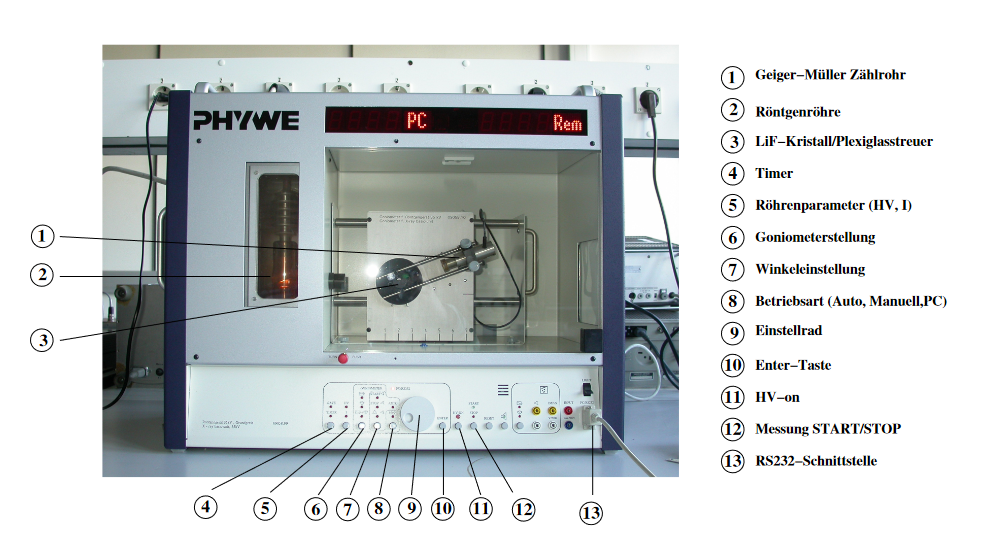 PHYWE
PC
Rem
1 Geiger−Müller Zählrohr
2 Röntgenröhre
3 LiF−Kristall/Plexiglasstreuer
4 Timer
5 Röhrenparameter (HV, I)
6 Goniometerstellung
7 Winkeleinstellung
8 Betriebsart (Auto, Manuell,PC)
9 Einstellrad
10 Enter−Taste
11 HV−on
12 Messung START/STOP
13 RS232−Schnittstelle
1
2
3
4 5 6 7 8 9 10 11 12 13